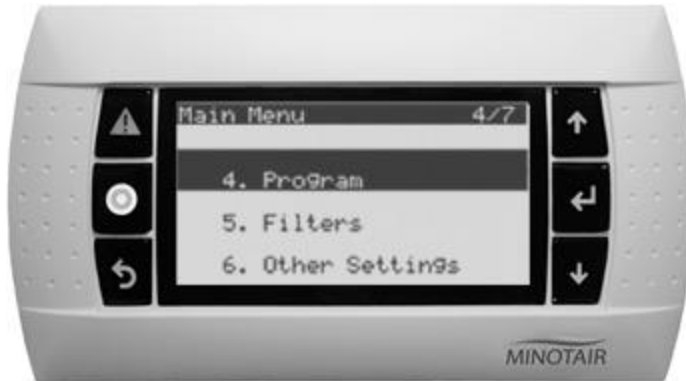 Main Menu 4/7
4. Program
5. Filters
6. Other Settings
MINOTAIR